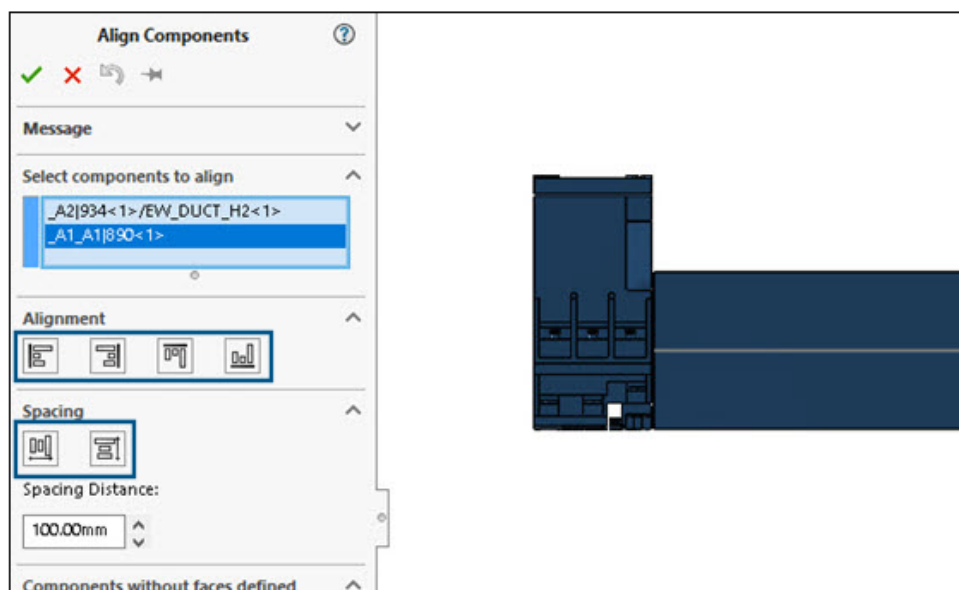 Align Components
Message
Select components to align
_A2|934<1>/EW_DUCT_H2<1>
_A1_A1|890<1>
Alignment
Spacing
Spacing Distance:
100.00mm
Components without faces defined